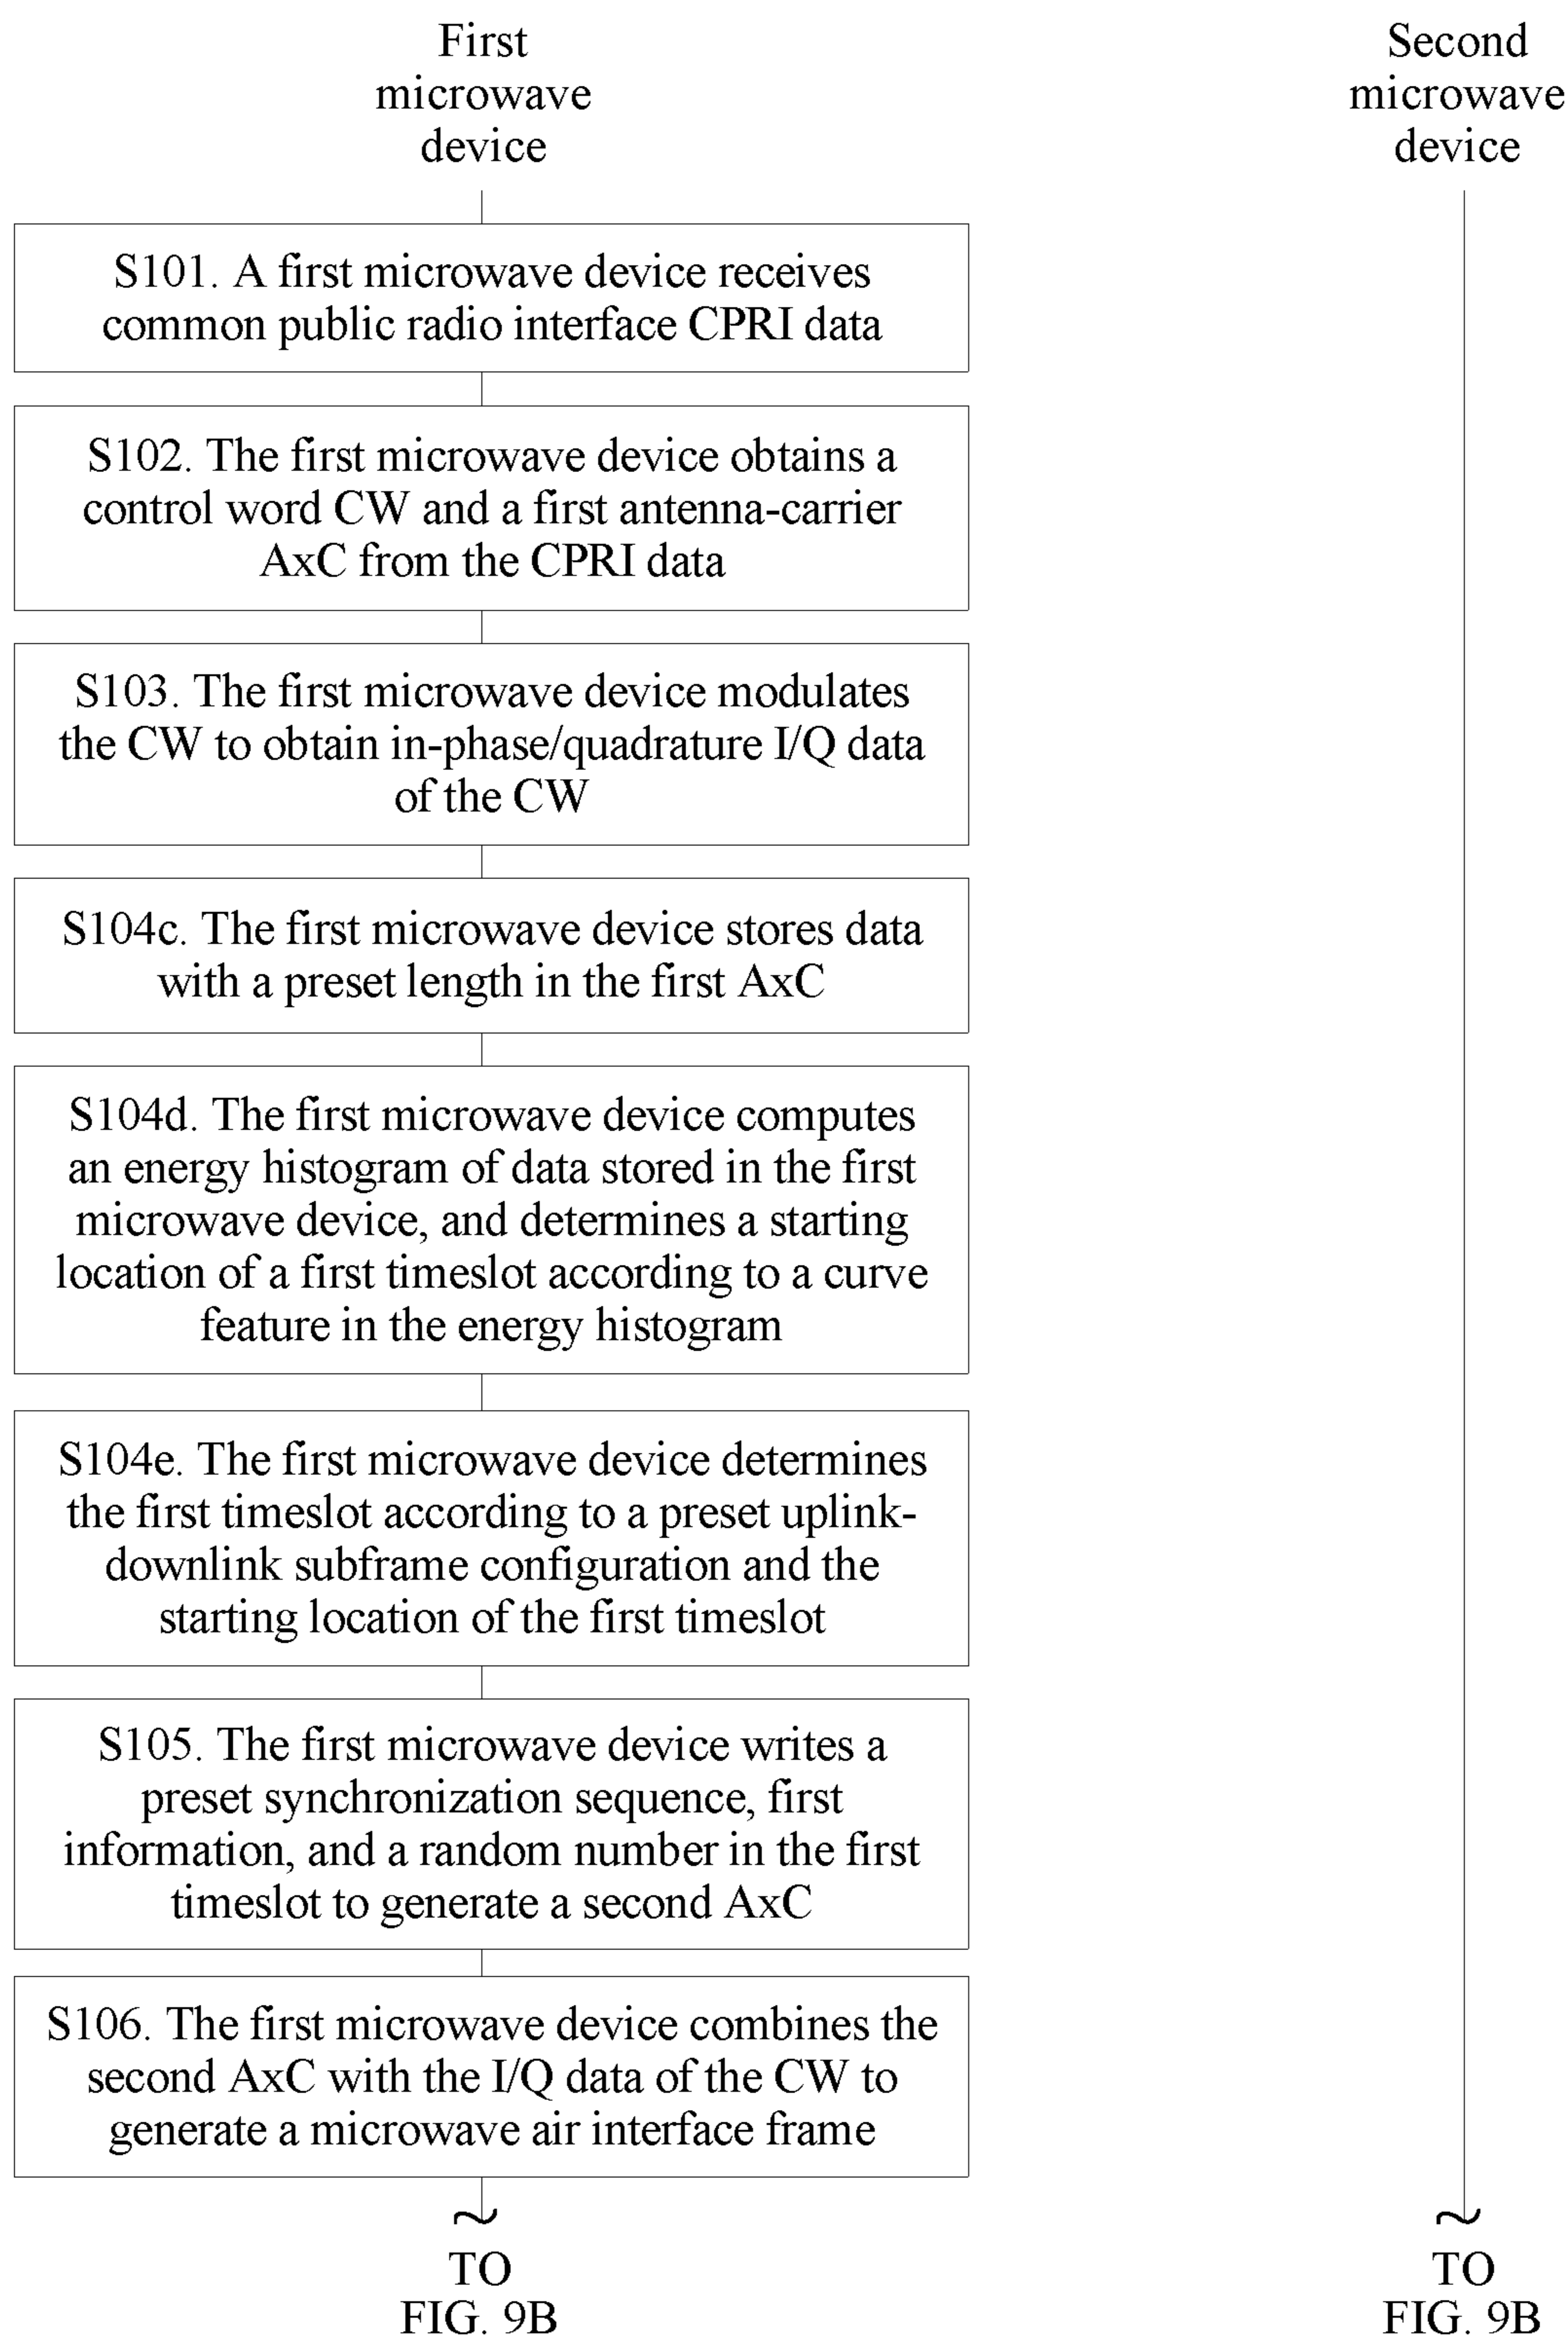 First
microwave
device
Second
microwave
device
S101. A first microwave device receives
common public radio interface CPRI data
S102. The first microwave device obtains a
control word CW and a first antenna-carrier
AxC from the CPRI data
S103. The first microwave device modulates
the CW to obtain in-phase/quadrature I/Q data
of the CW
S104c. The first microwave device stores data
with a preset length in the first AxC
S104d. The first microwave device computes
an energy histogram of data stored in the first
microwave device, and determines a starting
location of a first timeslot according to a curve
feature in the energy histogram
S104e. The first microwave device determines
the first timeslot according to a preset uplink-
downlink subframe configuration and the
starting location of the first timeslot
S105. The first microwave device writes a
preset synchronization sequence, first
information, and a random number in the first
timeslot to generate a second AxC
S106. The first microwave device combines the
second AxC with the I/Q data of the CW to
generate a microwave air interface frame
TO
FIG. 9B
TO
FIG. 9B